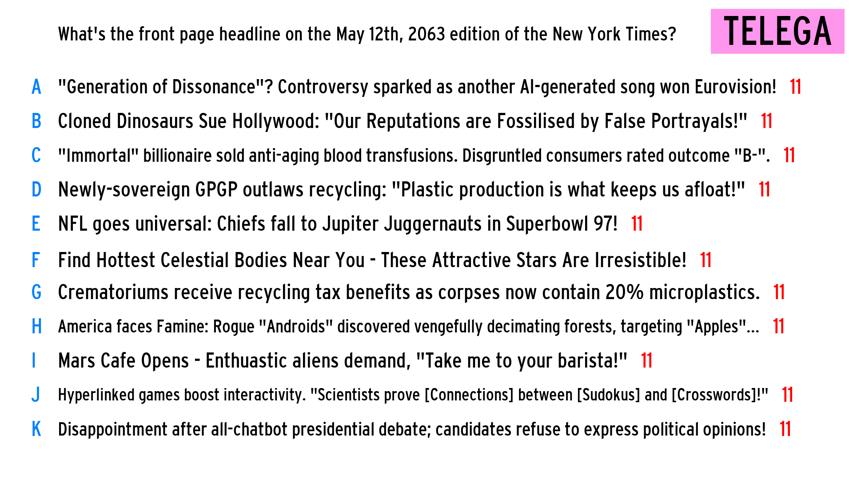 What's the front page headline on the May 12th, 2063 edition of the New York Times?
TELEGA
A "Generation of Dissonance"? Controversy sparked as another AI-generated song won Eurovision! 11
B Cloned Dinosaurs Sue Hollywood: "Our Reputations are Fossilised by False Portrayals!" 11
C "Immortal" billionaire sold anti-aging blood transfusions. Disgruntled consumers rated outcome "B-". 11
D Newly-sovereign GPGP outlaws recycling: "Plastic production is what keeps us afloat!" 11
E NFL goes universal: Chiefs fall to Jupiter Juggernauts in Superbowl 97! 11
F Find Hottest Celestial Bodies Near You - These Attractive Stars Are Irresistible! 11
G Crematoriums receive recycling tax benefits as corpses now contain 20% microplastics. 11
H America faces Famine: Rogue "Androids" discovered vengefully decimating forests, targeting "Apples"... 11
I Mars Cafe Opens - Enthuastic aliens demand, "Take me to your barista!" 11
J Hyperlinked games boost interactivity. "Scientists prove [Connections] between [Sudokus] and [Crosswords]!" 11
K Disappointment after all-chatbot presidential debate; candidates refuse to express political opinions! 11